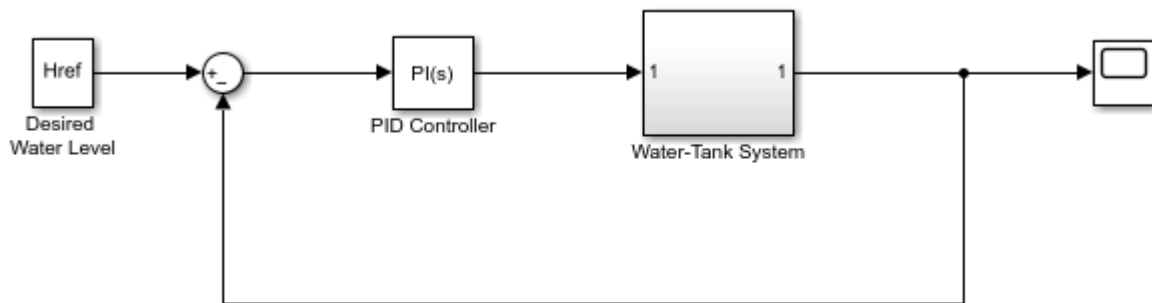 Href
Desired
Water Level
+
−
PI(s)
PID Controller
1
1
Water-Tank System